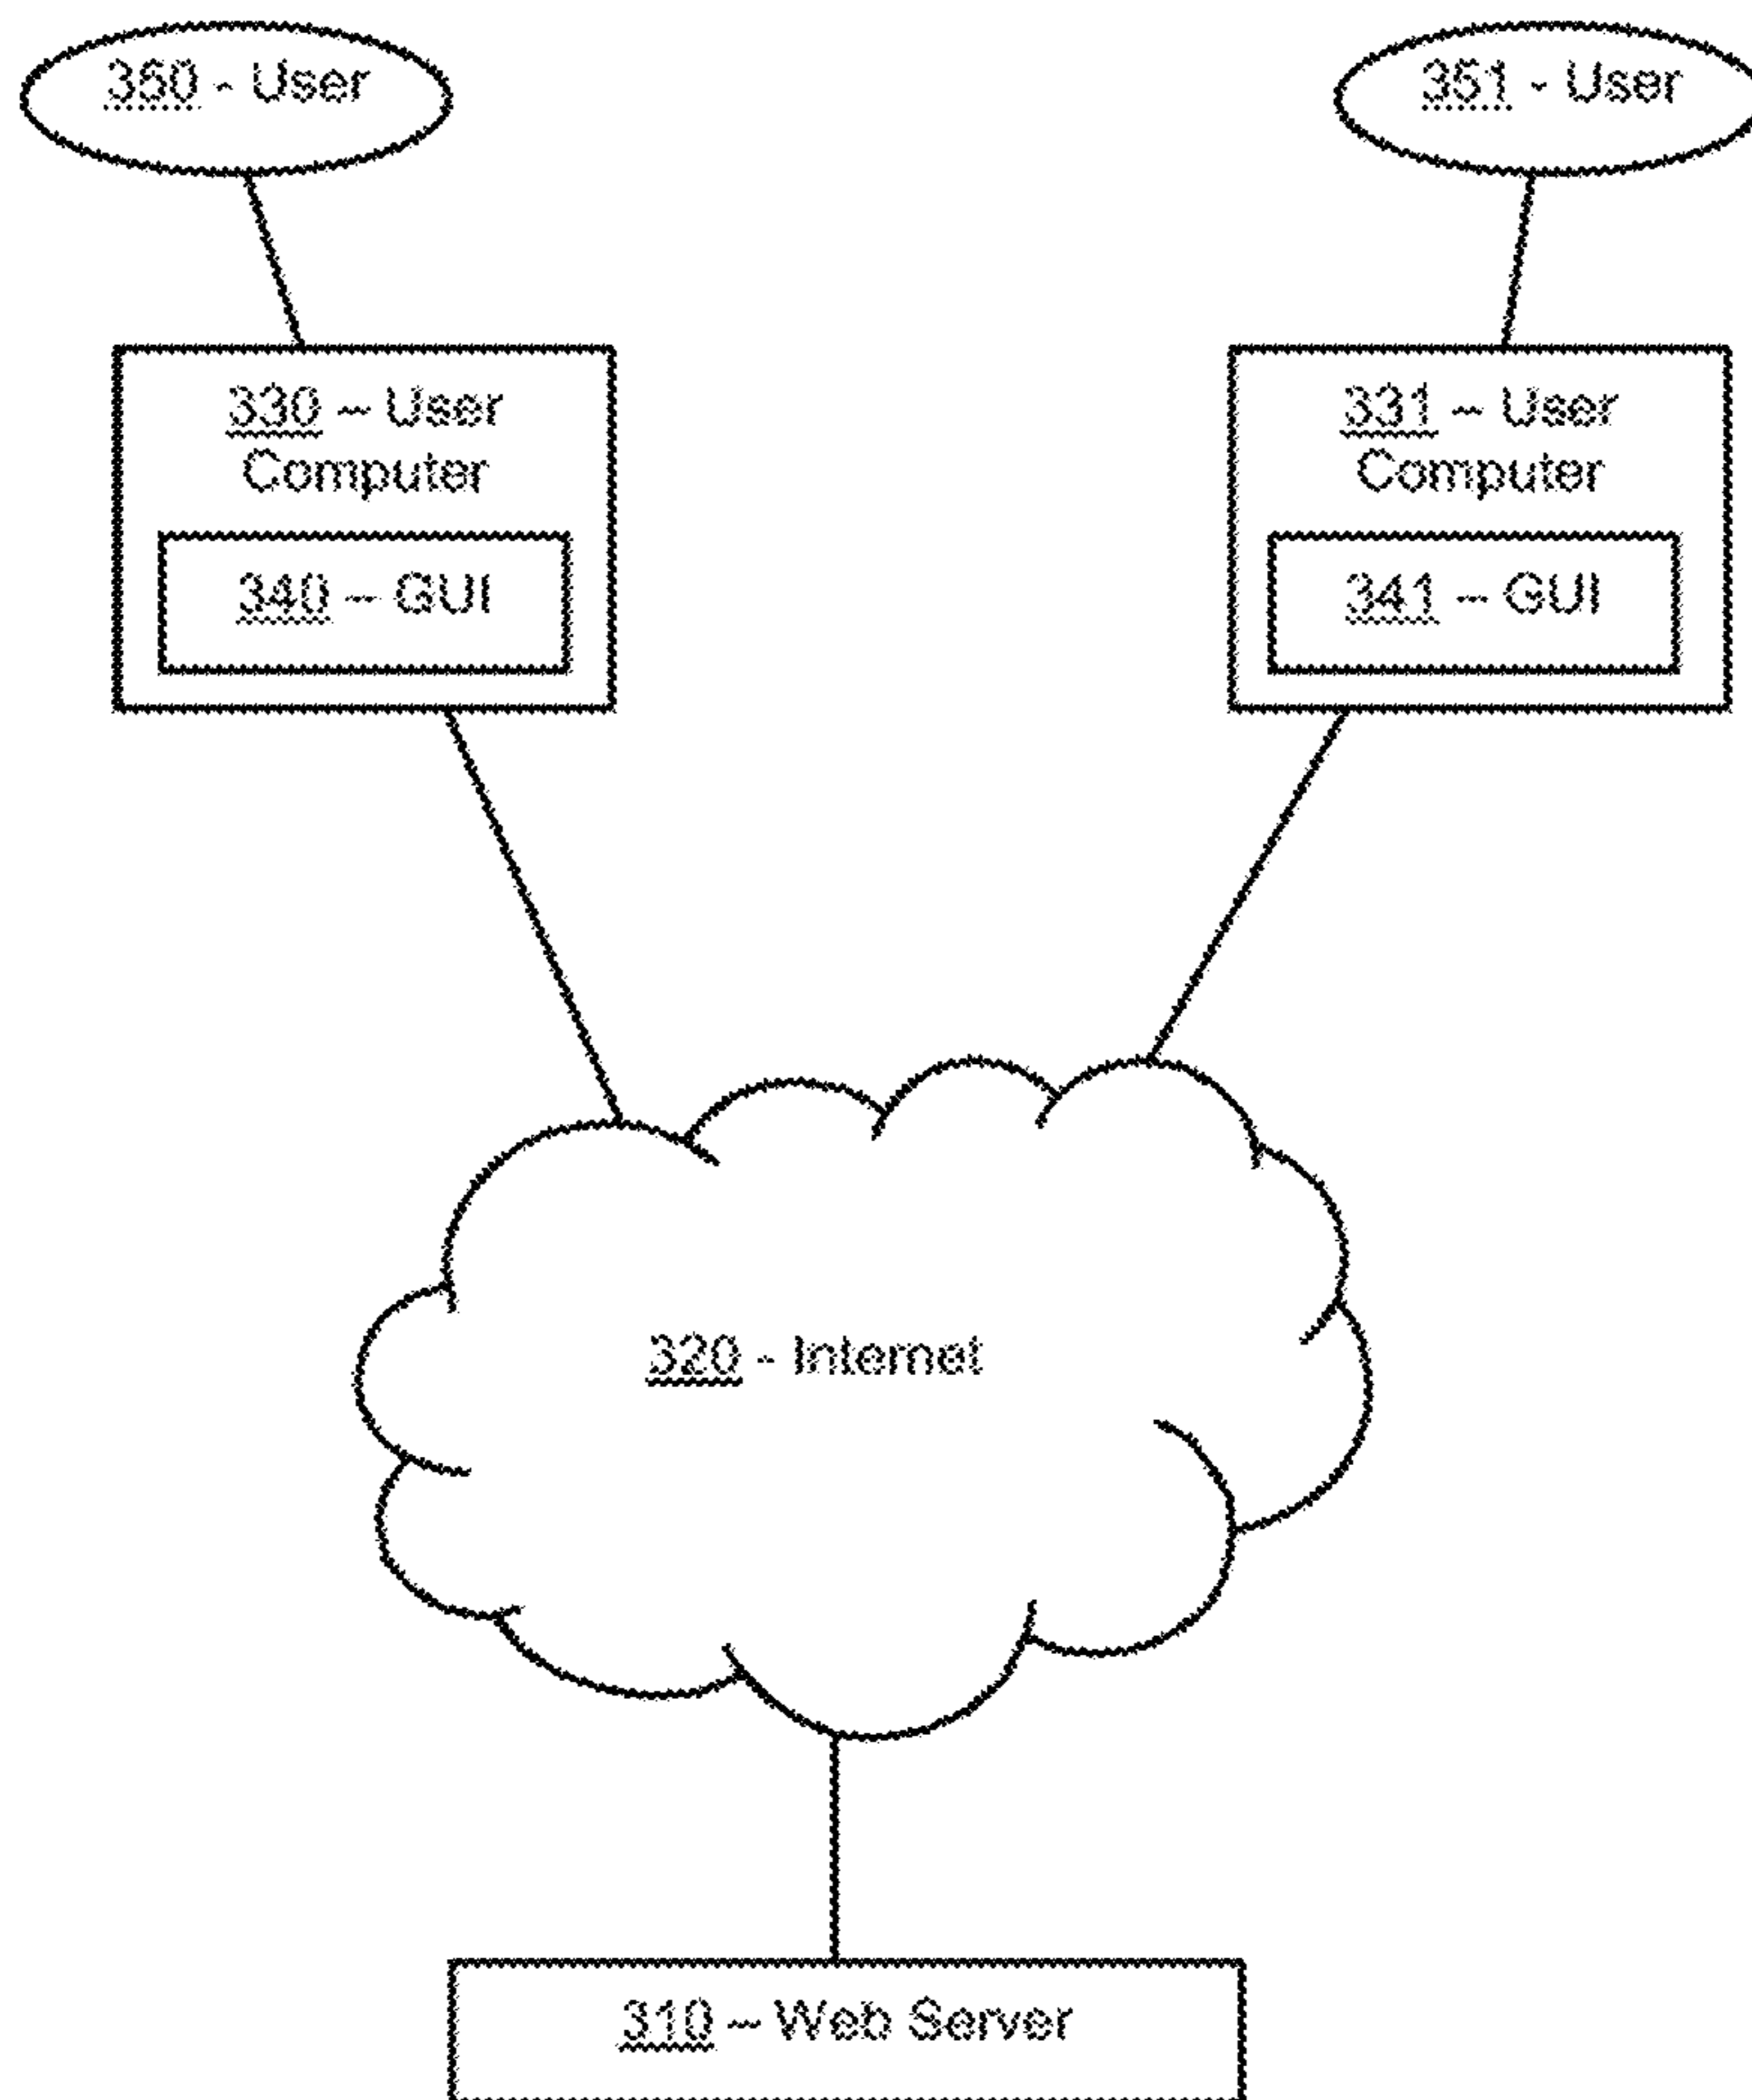 350 - User
351 - User
330 – User
Computer
340 – GUI
331 – User
Computer
341 – GUI
320 - Internet
310 – Web Server